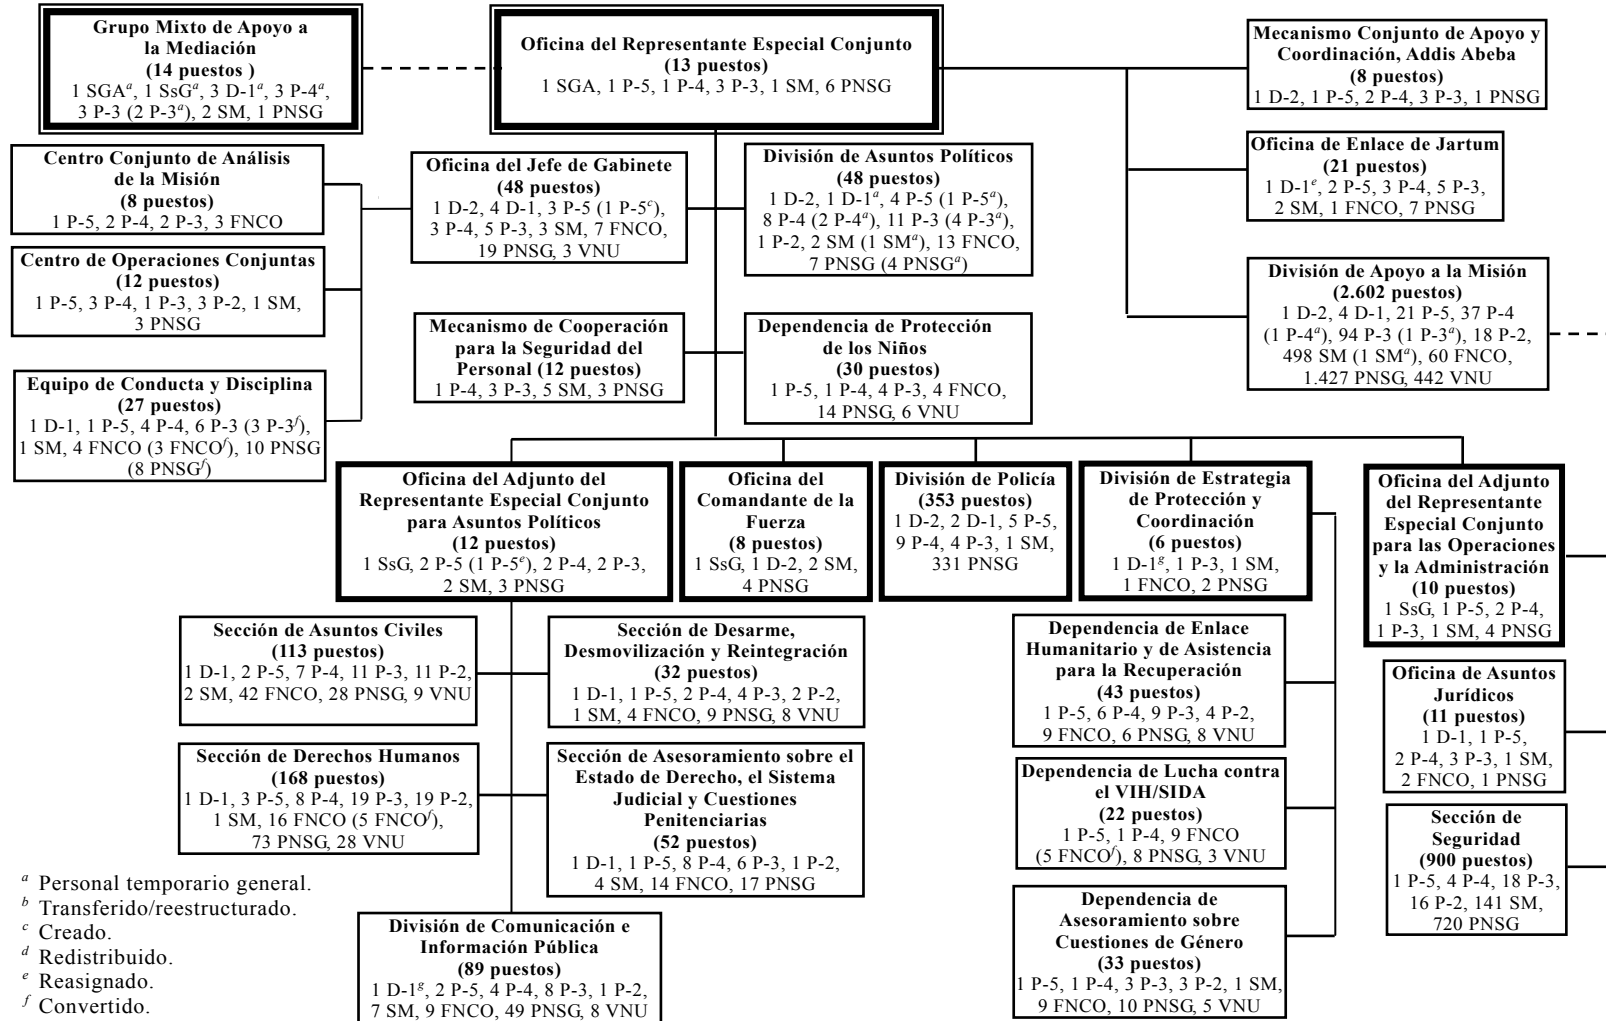 Grupo Mixto de Apoyo a
la Mediación
(14 puestos )
1 SGAᵃ, 1 SsGᵃ, 3 D-1ᵃ, 3 P-4ᵃ,
3 P-3 (2 P-3ᵃ), 2 SM, 1 PNSG
Oficina del Representante Especial Conjunto
(13 puestos)
1 SGA, 1 P-5, 1 P-4, 3 P-3, 1 SM, 6 PNSG
Mecanismo Conjunto de Apoyo y
Coordinación, Addis Abeba
(8 puestos)
1 D-2, 1 P-5, 2 P-4, 3 P-3, 1 PNSG
Centro Conjunto de Análisis
de la Misión
(8 puestos)
1 P-5, 2 P-4, 2 P-3, 3 FNCO
Oficina del Jefe de Gabinete
(48 puestos)
1 D-2, 4 D-1, 3 P-5 (1 P-5ᶜ),
3 P-4, 5 P-3, 3 SM, 7 FNCO,
19 PNSG, 3 VNU
División de Asuntos Políticos
(48 puestos)
1 D-2, 1 D-1ᵃ, 4 P-5 (1 P-5ᵃ),
8 P-4 (2 P-4ᵃ), 11 P-3 (4 P-3ᵃ),
1 P-2, 2 SM (1 SMᵃ), 13 FNCO,
7 PNSG (4 PNSGᵃ)
Oficina de Enlace de Jartum
(21 puestos)
1 D-1ᵉ, 2 P-5, 3 P-4, 5 P-3,
2 SM, 1 FNCO, 7 PNSG
Centro de Operaciones Conjuntas
(12 puestos)
1 P-5, 3 P-4, 1 P-3, 3 P-2, 1 SM,
3 PNSG
Mecanismo de Cooperación
para la Seguridad del
Personal (12 puestos)
1 P-4, 3 P-3, 5 SM, 3 PNSG
Dependencia de Protección
de los Niños
(30 puestos)
1 P-5, 1 P-4, 4 P-3, 4 FNCO,
14 PNSG, 6 VNU
División de Apoyo a la Misión
(2.602 puestos)
1 D-2, 4 D-1, 21 P-5, 37 P-4
(1 P-4ᵃ), 94 P-3 (1 P-3ᵃ), 18 P-2,
498 SM (1 SMᵃ), 60 FNCO,
1.427 PNSG, 442 VNU
Equipo de Conducta y Disciplina
(27 puestos)
1 D-1, 1 P-5, 4 P-4, 6 P-3 (3 P-3ᶠ),
1 SM, 4 FNCO (3 FNCOᶠ), 10 PNSG
(8 PNSGᶠ)
Oficina del Adjunto del
Representante Especial Conjunto
para Asuntos Políticos
(12 puestos)
1 SsG, 2 P-5 (1 P-5ᵉ), 2 P-4, 2 P-3,
2 SM, 3 PNSG
Oficina del
Comandante de la
Fuerza
(8 puestos)
1 SsG, 1 D-2, 2 SM,
4 PNSG
División de Policía
(353 puestos)
1 D-2, 2 D-1, 5 P-5,
9 P-4, 4 P-3, 1 SM,
331 PNSG
División de Estrategia
de Protección y
Coordinación
(6 puestos)
1 D-1ᵍ, 1 P-3, 1 SM,
1 FNCO, 2 PNSG
Oficina del Adjunto
del Representante
Especial Conjunto
para las Operaciones
y la Administración
(10 puestos)
1 SsG, 1 P-5, 2 P-4,
1 P-3, 1 SM, 4 PNSG
Sección de Asuntos Civiles
(113 puestos)
1 D-1, 2 P-5, 7 P-4, 11 P-3, 11 P-2,
2 SM, 42 FNCO, 28 PNSG, 9 VNU
Sección de Desarme,
Desmovilización y Reintegración
(32 puestos)
1 D-1, 1 P-5, 2 P-4, 4 P-3, 2 P-2,
1 SM, 4 FNCO, 9 PNSG, 8 VNU
Dependencia de Enlace
Humanitario y de Asistencia
para la Recuperación
(43 puestos)
1 P-5, 6 P-4, 9 P-3, 4 P-2,
9 FNCO, 6 PNSG, 8 VNU
Oficina de Asuntos
Jurídicos
(11 puestos)
1 D-1, 1 P-5,
2 P-4, 3 P-3, 1 SM,
2 FNCO, 1 PNSG
Sección de Derechos Humanos
(168 puestos)
1 D-1, 3 P-5, 8 P-4, 19 P-3, 19 P-2,
1 SM, 16 FNCO (5 FNCOᶠ),
73 PNSG, 28 VNU
Sección de Asesoramiento sobre el
Estado de Derecho, el Sistema
Judicial y Cuestiones
Penitenciarias
(52 puestos)
1 D-1, 1 P-5, 8 P-4, 6 P-3, 1 P-2,
4 SM, 14 FNCO, 17 PNSG
Dependencia de Lucha contra
el VIH/SIDA
(22 puestos)
1 P-5, 1 P-4, 9 FNCO
(5 FNCOᶠ), 8 PNSG, 3 VNU
Sección de
Seguridad
(900 puestos)
1 P-5, 4 P-4, 18 P-3,
16 P-2, 141 SM,
720 PNSG
División de Comunicación e
Información Pública
(89 puestos)
1 D-1ᵍ, 2 P-5, 4 P-4, 8 P-3, 1 P-2,
7 SM, 9 FNCO, 49 PNSG, 8 VNU
Dependencia de
Asesoramiento sobre
Cuestiones de Género
(33 puestos)
1 P-5, 1 P-4, 3 P-3, 3 P-2, 1 SM,
9 FNCO, 10 PNSG, 5 VNU
ᵃ Personal temporario general.
ᵇ Transferido/reestructurado.
ᶜ Creado.
ᵈ Redistribuido.
ᵉ Reasignado.
ᶠ Convertido.